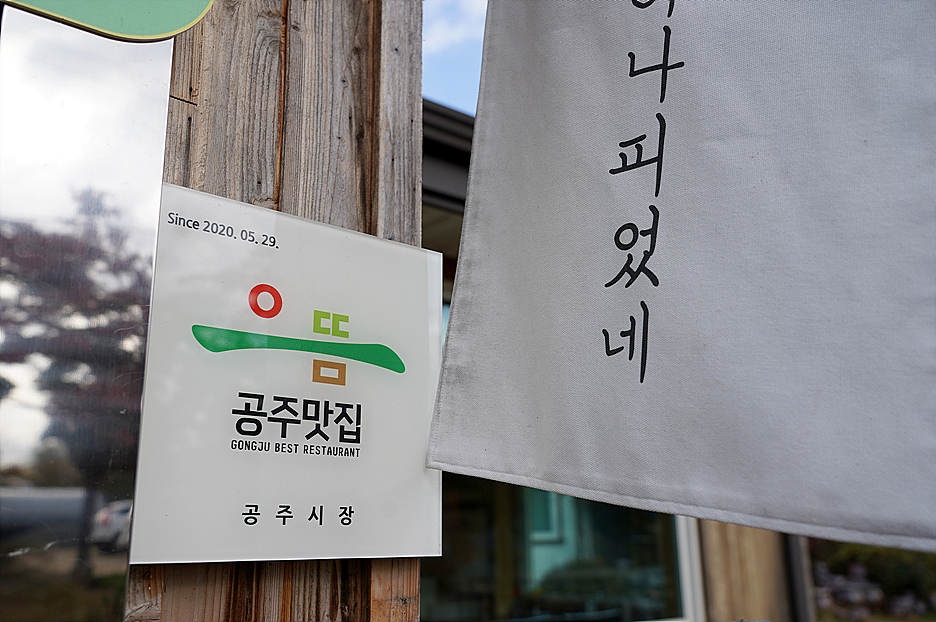 Since 2020. 05. 29.
으뜸
공주맛집
GONGJU BEST RESTAURANT
공주시장
나피었네